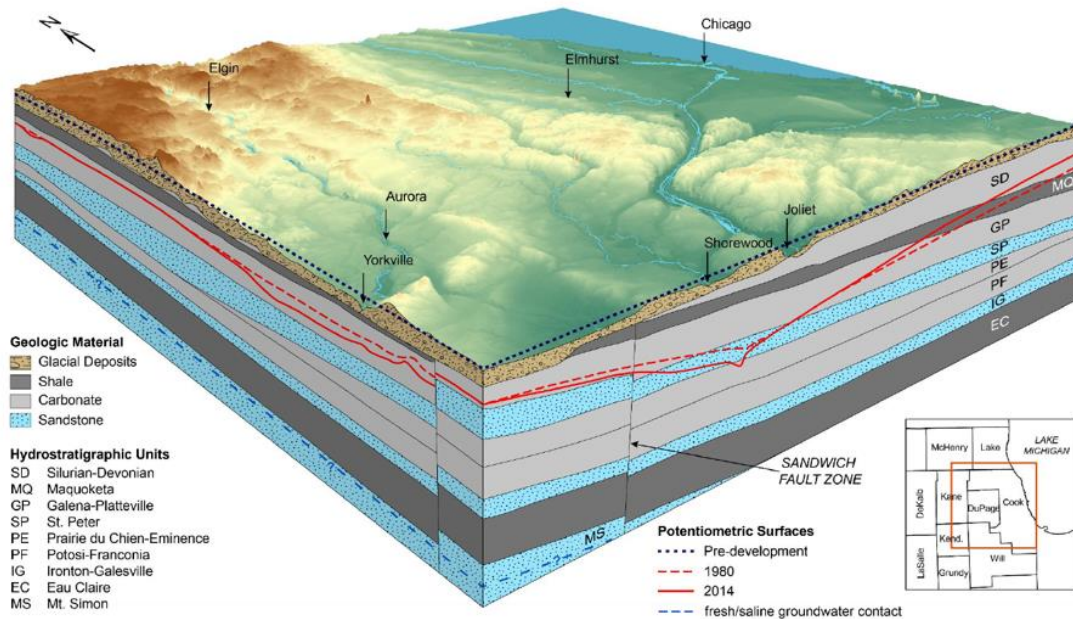 N
Chicago
Elmhurst
Elgin
Aurora
Yorkville
Joliet
Shorewood
SD
MQ
GP
SP
PE
PF
IG
EC
MS
?
?
?
SANDWICH
FAULT ZONE
Geologic Material
Glacial Deposits
Shale
Carbonate
Sandstone
Hydrostratigraphic Units
SD Silurian-Devonian
MQ Maquoketa
GP Galena-Platteville
SP St. Peter
PE Prairie du Chien-Eminence
PF Potosi-Franconia
IG Ironton-Galesville
EC Eau Claire
MS Mt. Simon
Potentiometric Surfaces
Pre-development
1980
2014
fresh/saline groundwater contact
McHenry
Lake
LAKE
MICHIGAN
DeKalb
Kane
Cook
DuPage
Kend.
Will
LaSalle
Grundy